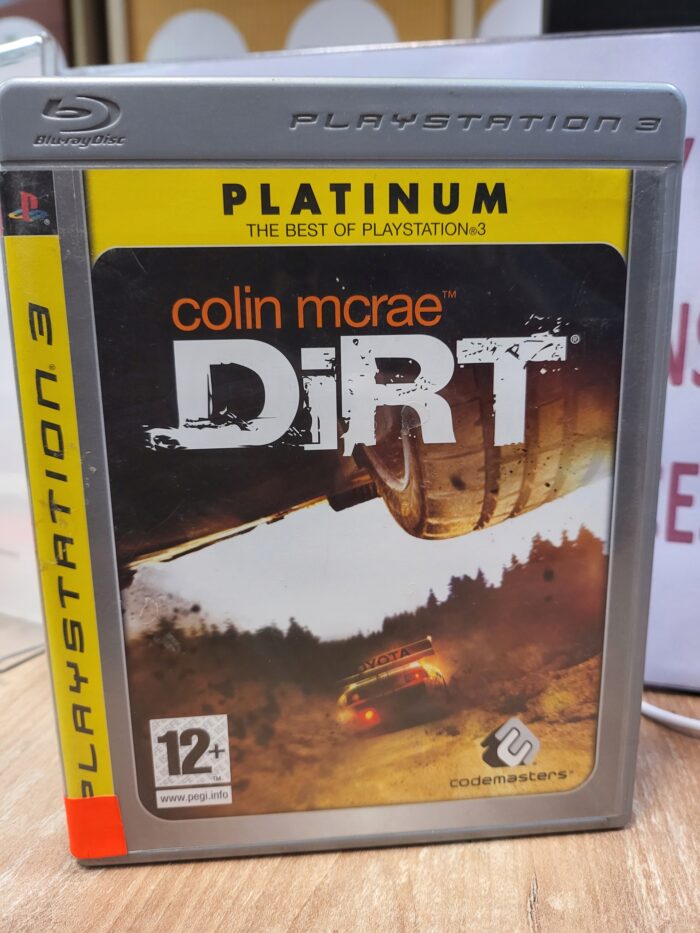 Blu-ray Disc
PLAYSTATION 3
PLATINUM
THE BEST OF PLAYSTATION®3
colin mcrae™
DiRT®
TOYOTA
12+
www.pegi.info
codemasters
PLAYSTATION 3